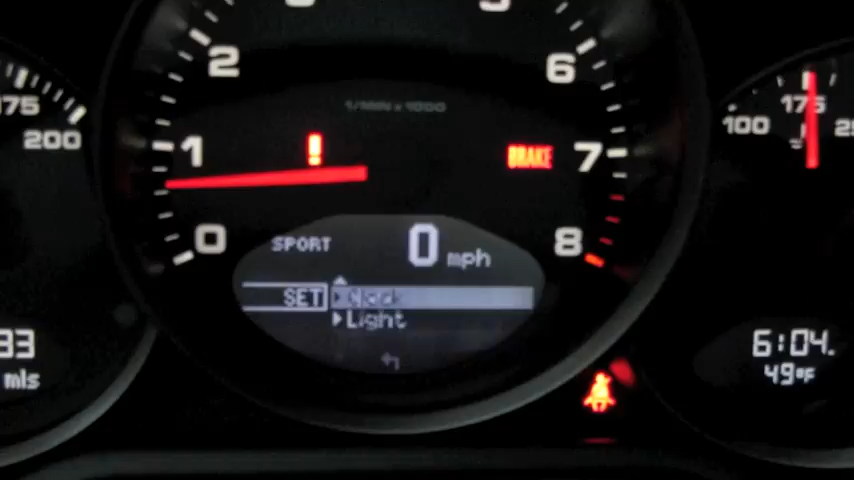 2
6
1/MIN x 1000
175
200
1
!
BRAKE
7
100
175
0
SPORT
0 mph
8
SET
Clock
Light
33
mls
6:04.
49°F